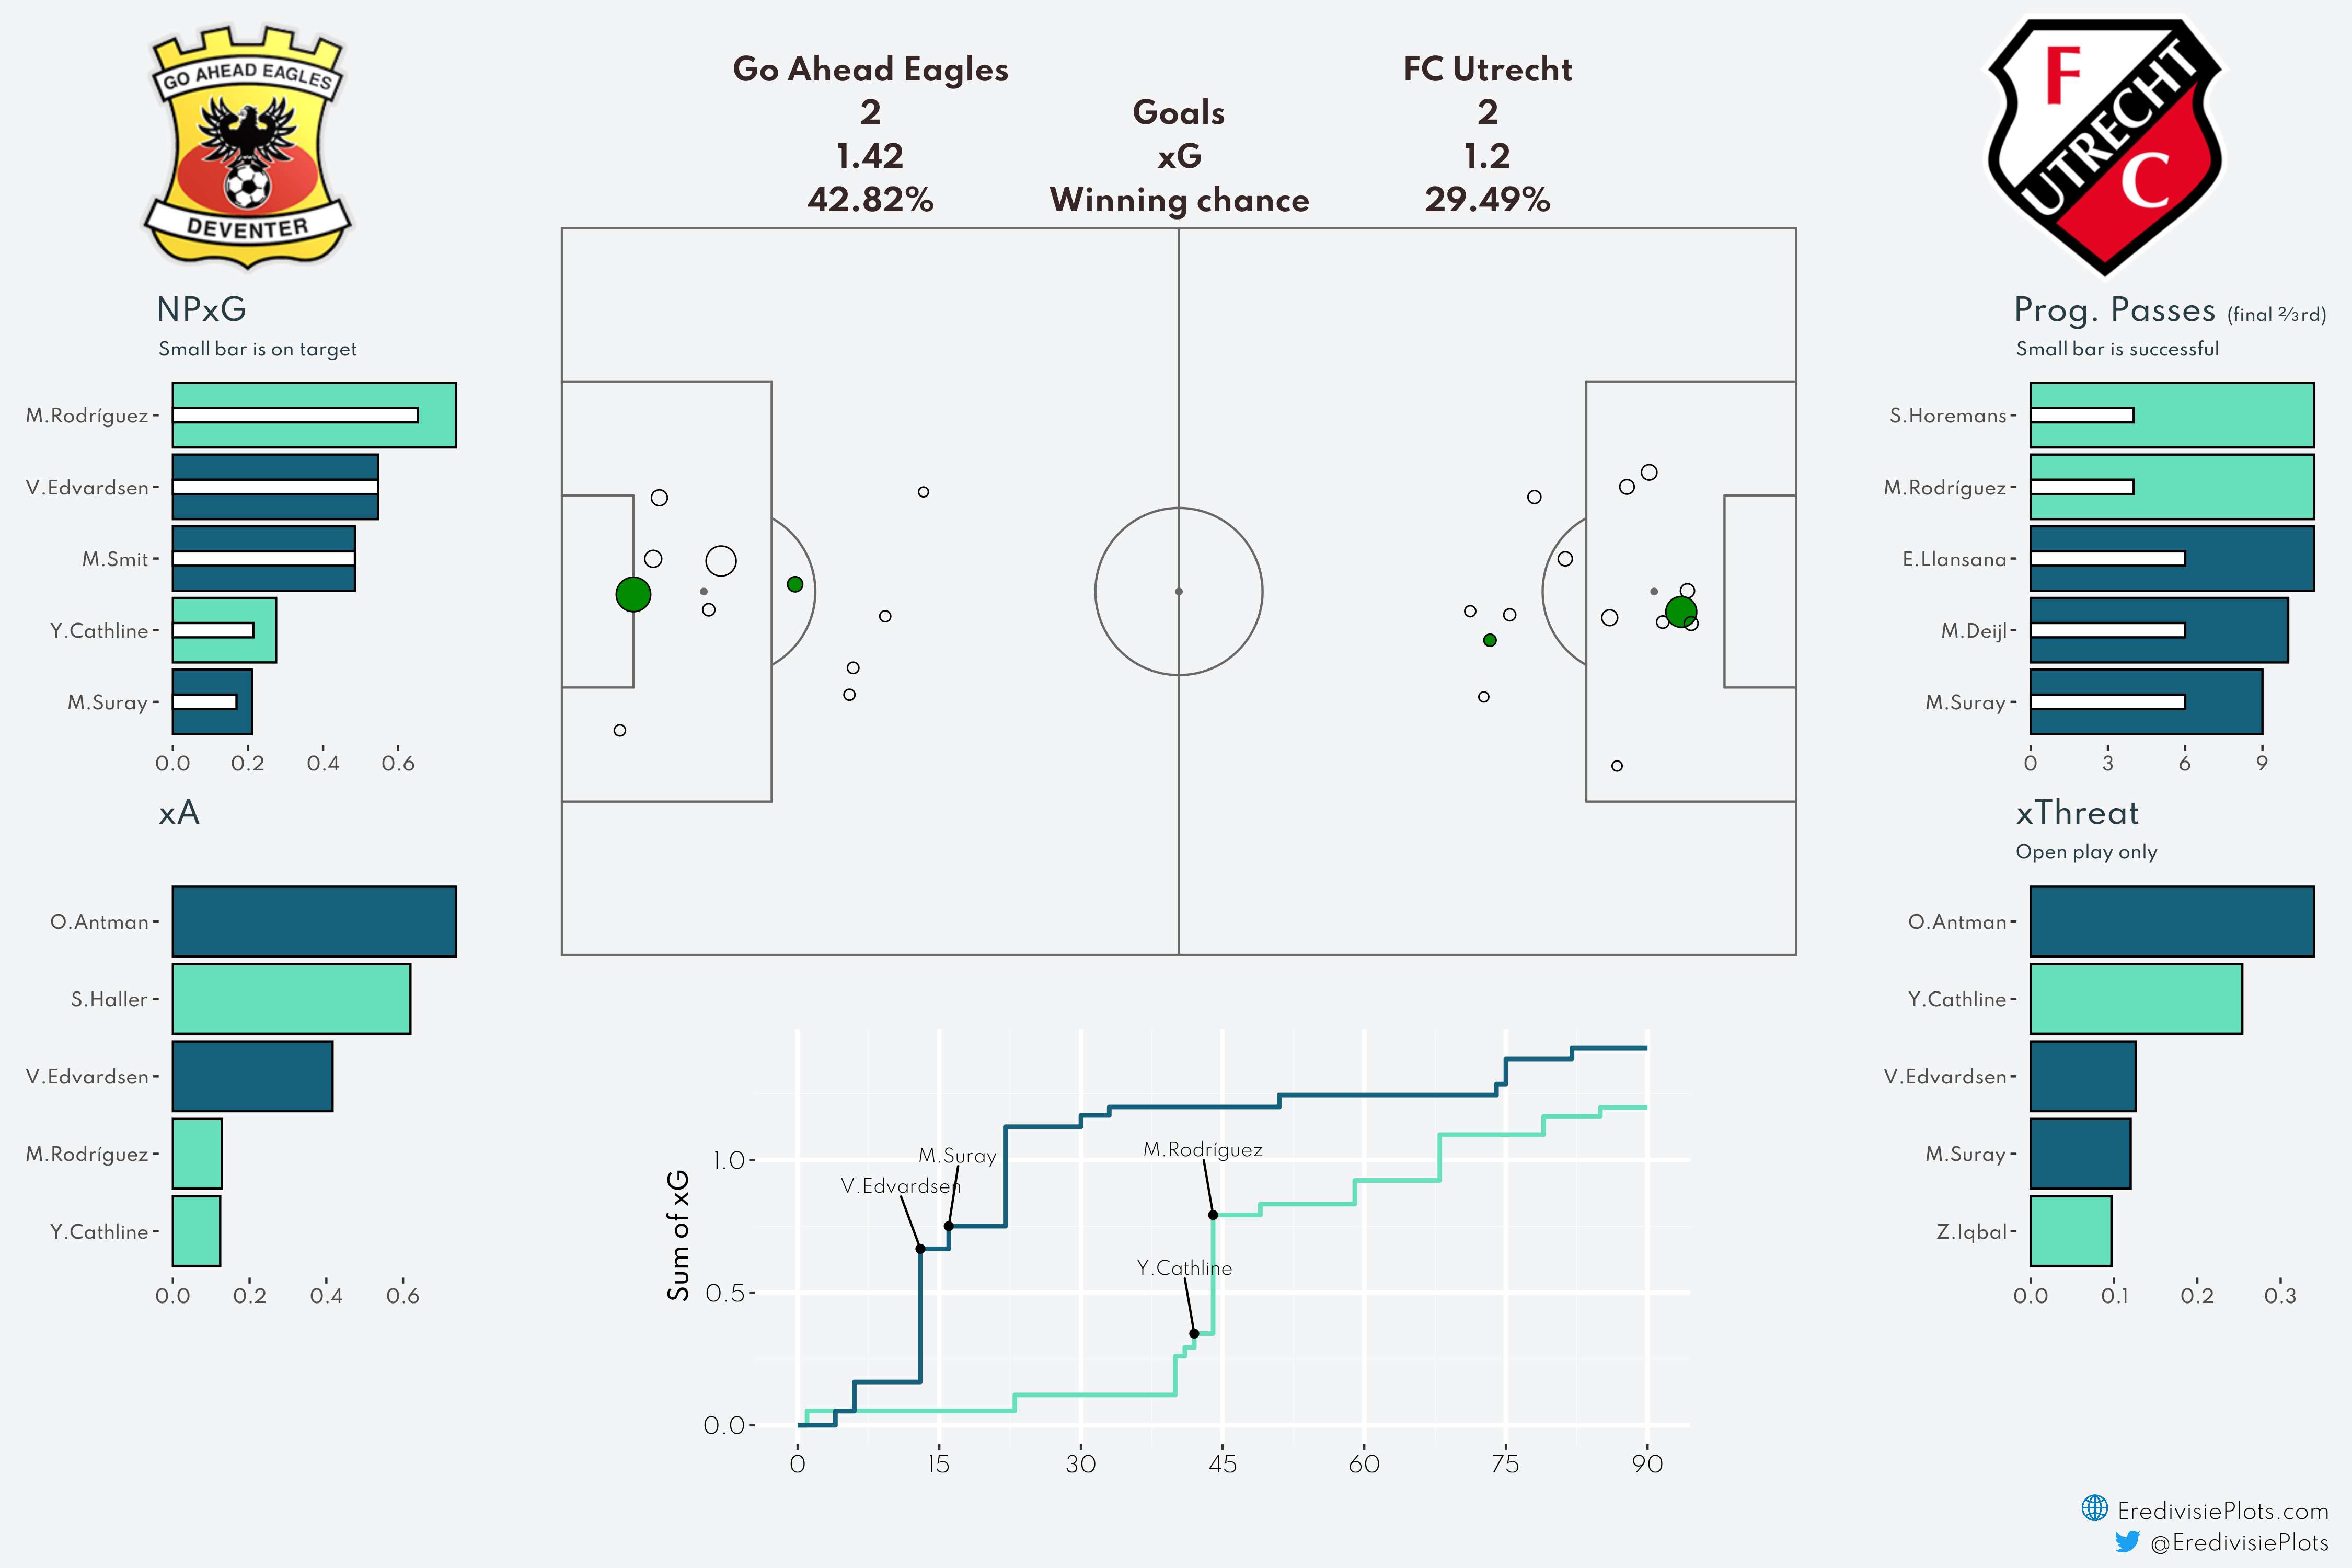 GO AHEAD EAGLES
DEVENTER
Go Ahead Eagles
FC Utrecht
2 Goals 2
1.42 xG 1.2
42.82% Winning chance 29.49%
F
UTRECHT
C
NPxG
Small bar is on target
M.Rodríguez
V.Edvardsen
M.Smit
Y.Cathline
M.Suray
0.0 0.2 0.4 0.6
xA
O.Antman
S.Haller
V.Edvardsen
M.Rodríguez
Y.Cathline
0.0 0.2 0.4 0.6
Sum of xG
1.0
0.5
0.0
M.Suray
V.Edvardsen
M.Rodríguez
Y.Cathline
0 15 30 45 60 75 90
Prog. Passes (final ⅔rd)
Small bar is successful
S.Horemans
M.Rodríguez
E.Llansana
M.Deijl
M.Suray
0 3 6 9
xThreat
Open play only
O.Antman
Y.Cathline
V.Edvardsen
M.Suray
Z.Iqbal
0.0 0.1 0.2 0.3
EredivisiePlots.com
@EredivisiePlots